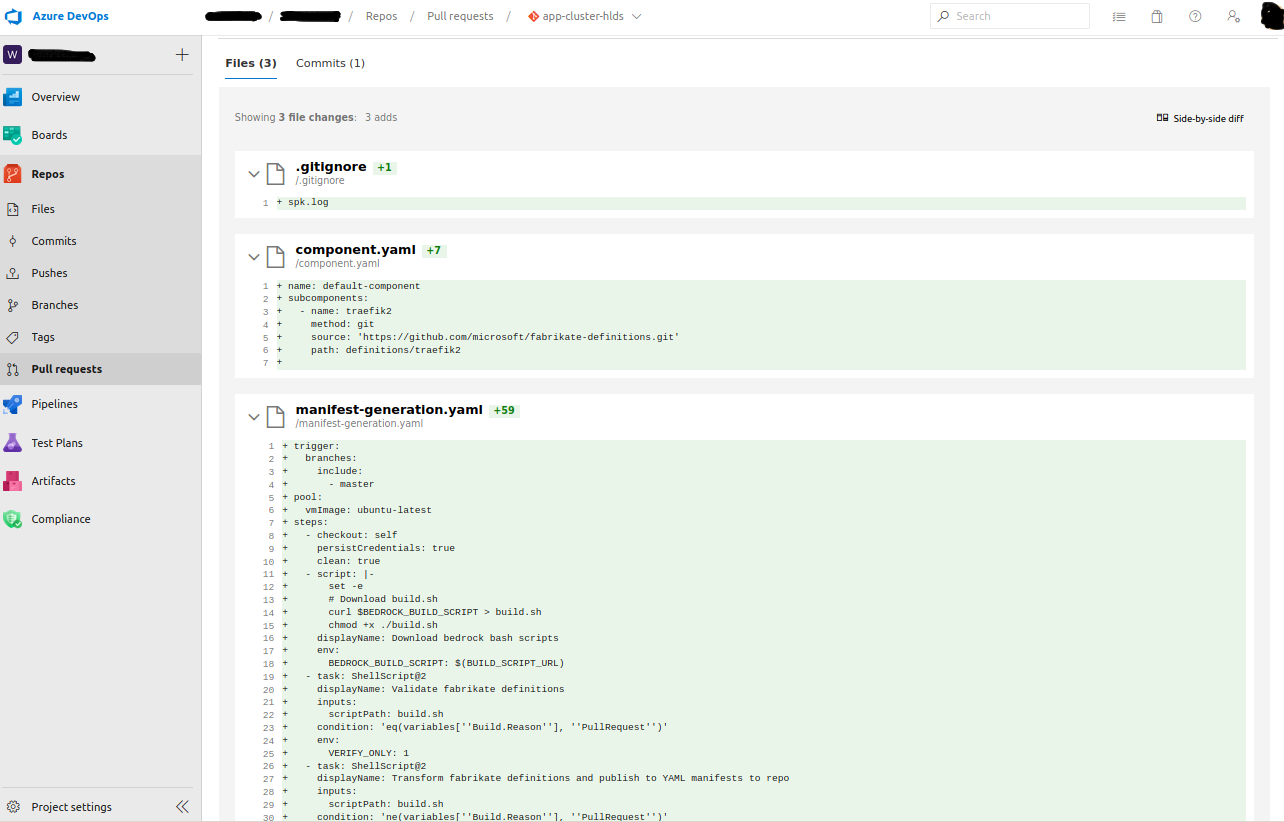 Azure DevOps
/ / Repos / Pull requests / app-cluster-hlds
Search
W
Overview
Boards
Repos
Files
Commits
Pushes
Branches
Tags
Pull requests
Pipelines
Test Plans
Artifacts
Compliance
Project settings
Files (3) Commits (1)
Showing 3 file changes: 3 adds
Side-by-side diff
.gitignore +1
/.gitignore
1 + spk.log
component.yaml +7
/component.yaml
1 + name: default-component
2 + subcomponents:
3 + - name: traefik2
4 + method: git
5 + source: 'https://github.com/microsoft/fabrikate-definitions.git'
6 + path: definitions/traefik2
7 +
manifest-generation.yaml +59
/manifest-generation.yaml
1 + trigger:
2 + branches:
3 + include:
4 + - master
5 + pool:
6 + vmImage: ubuntu-latest
7 + steps:
8 + - checkout: self
9 + persistCredentials: true
10 + clean: true
11 + - script: |-
12 + set -e
13 + # Download build.sh
14 + curl $BEDROCK_BUILD_SCRIPT > build.sh
15 + chmod +x ./build.sh
16 + displayName: Download bedrock bash scripts
17 + env:
18 + BEDROCK_BUILD_SCRIPT: $(BUILD_SCRIPT_URL)
19 + - task: ShellScript@2
20 + displayName: Validate fabrikate definitions
21 + inputs:
22 + scriptPath: build.sh
23 + condition: 'eq(variables[''Build.Reason''], ''PullRequest'')'
24 + env:
25 + VERIFY_ONLY: 1
26 + - task: ShellScript@2
27 + displayName: Transform fabrikate definitions and publish to YAML manifests to repo
28 + inputs:
29 + scriptPath: build.sh
30 + condition: 'ne(variables[''Build.Reason''], ''PullRequest'')'